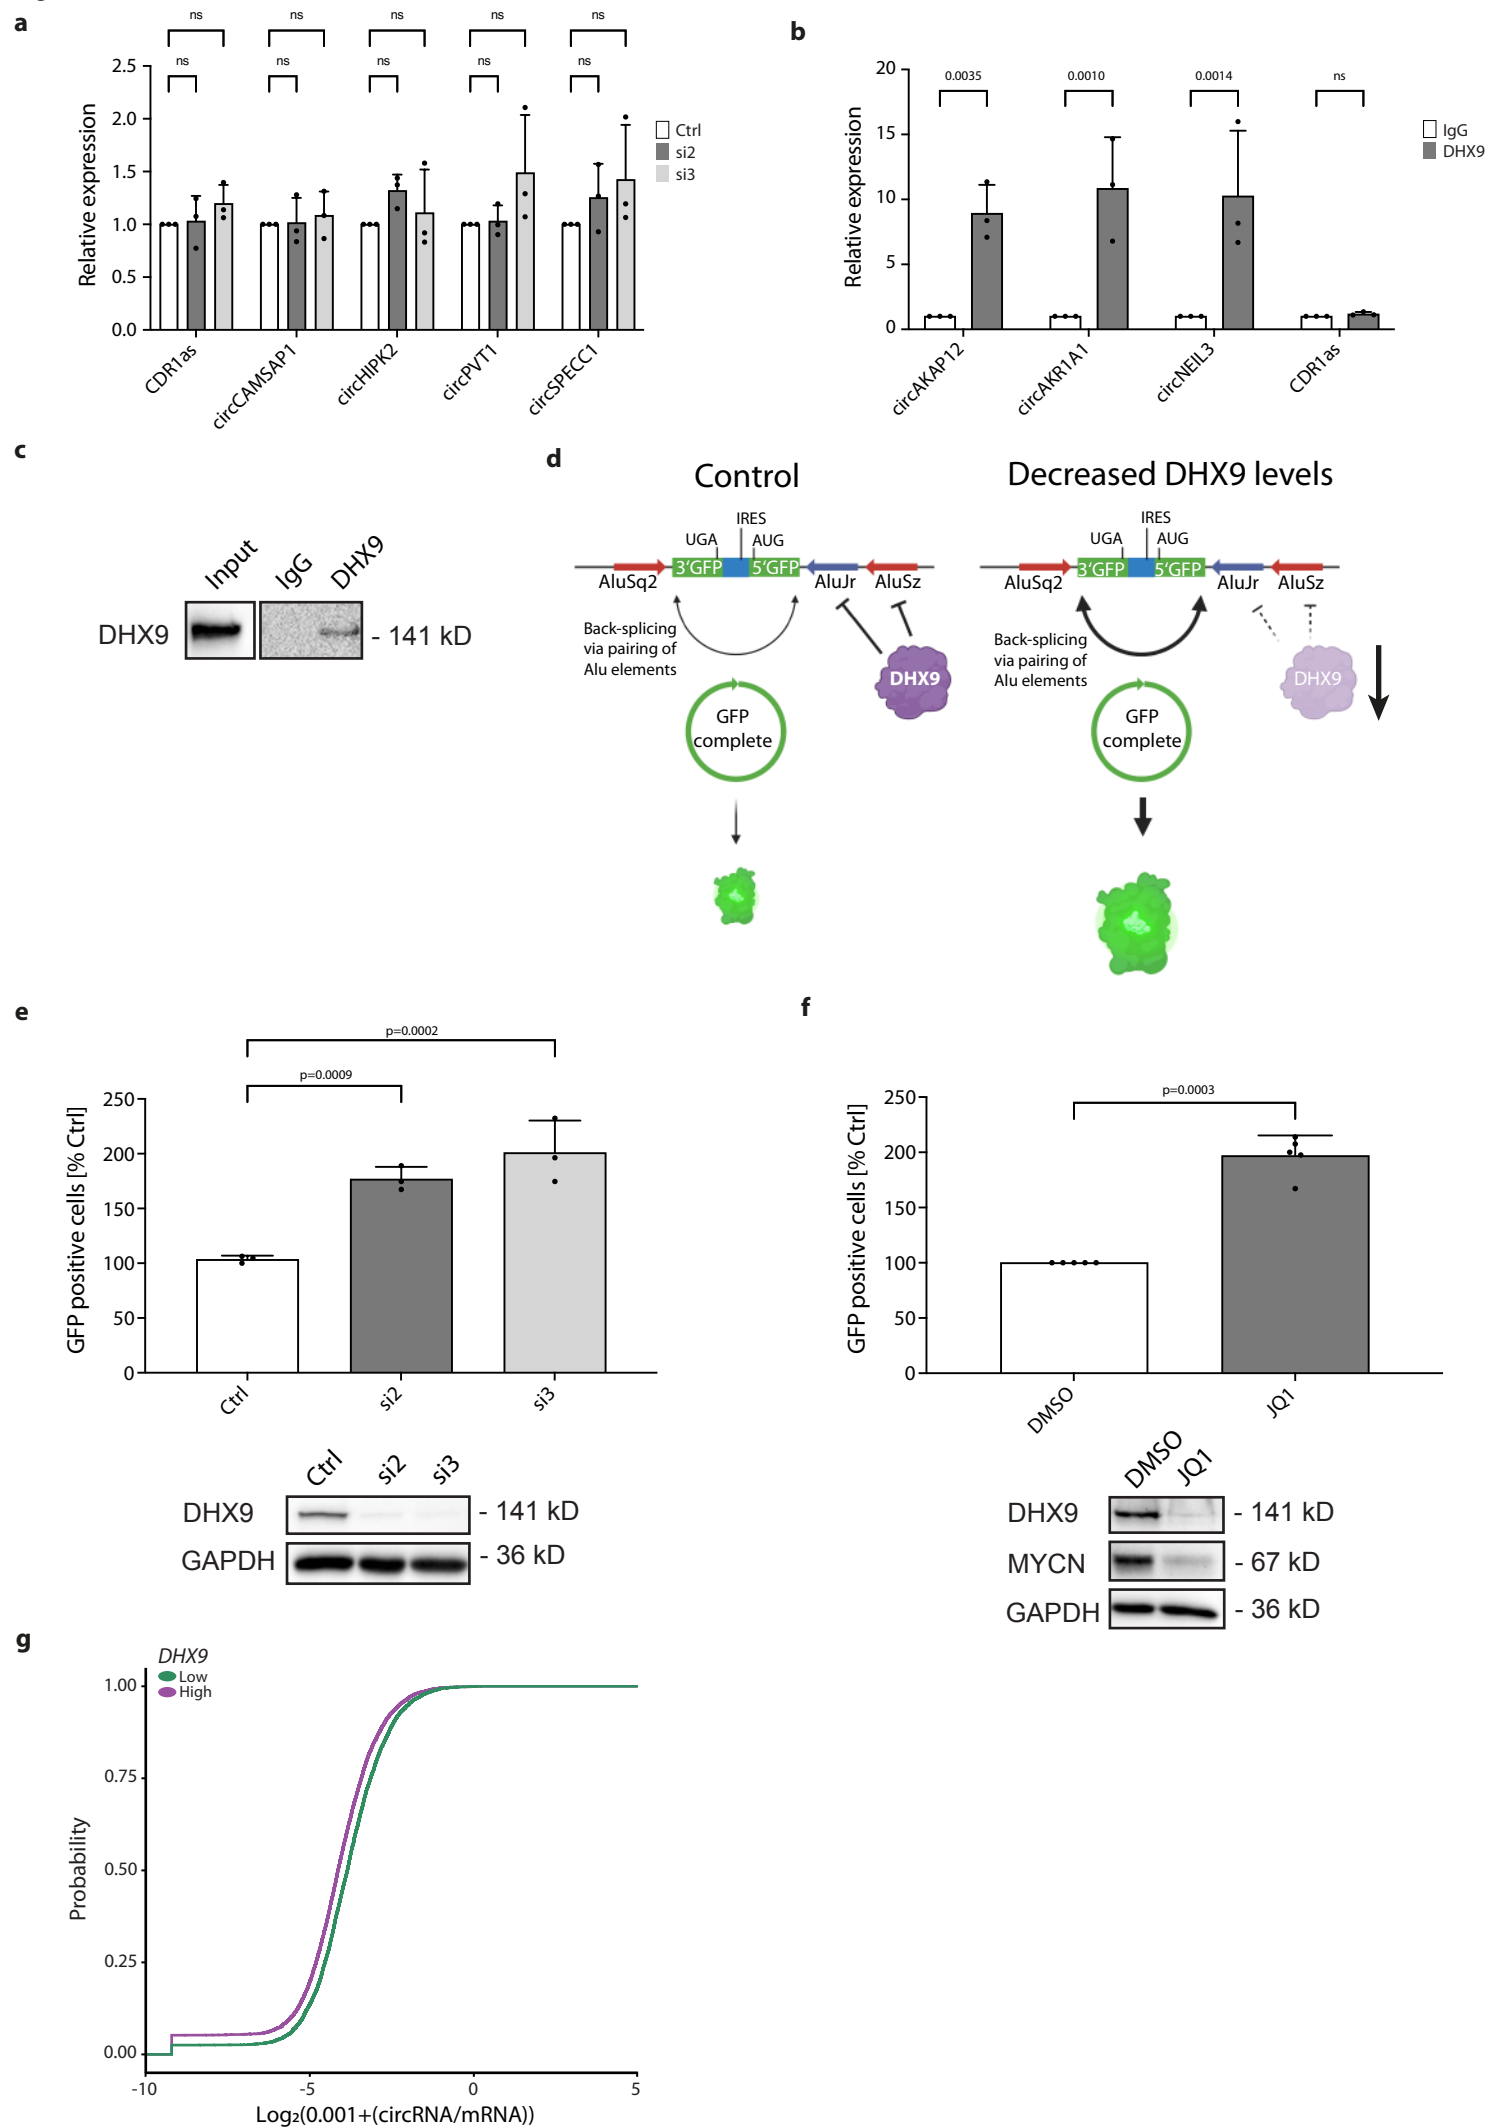 a
ns
ns
ns
ns
ns
ns
ns
ns
ns
ns
2.5
2.0
1.5
1.0
0.5
0.0
Relative expression
Ctrl
si2
si3
CDR1as
circCAMSAP1
circHIPK2
circPVT1
circSPECC1
b
0.0035
0.0010
0.0014
ns
20
15
10
5
0
Relative expression
IgG
DHX9
circAKAP12
circAKR1A1
circNEIL3
CDR1as
c
Input
IgG
DHX9
DHX9
- 141 kD
d
Control
IRES
UGA
AUG
3'GFP
5'GFP
AluSq2
AluJr
AluSz
Back-splicing
via pairing of
Alu elements
DHX9
GFP
complete
Decreased DHX9 levels
IRES
UGA
AUG
3'GFP
5'GFP
AluSq2
AluJr
AluSz
Back-splicing
via pairing of
Alu elements
DHX9
GFP
complete
e
p=0.0002
p=0.0009
250
200
150
100
50
0
GFP positive cells [% Ctrl]
Ctrl
si2
si3
Ctrl
si2
si3
DHX9
- 141 kD
GAPDH
- 36 kD
f
p=0.0003
250
200
150
100
50
0
GFP positive cells [% Ctrl]
DMSO
JQ1
DMSO
JQ1
DHX9
- 141 kD
MYCN
- 67 kD
GAPDH
- 36 kD
g
DHX9
Low
High
1.00
0.75
0.50
0.25
0.00
Probability
-10
-5
0
5
Log₂(0.001+(circRNA/mRNA))